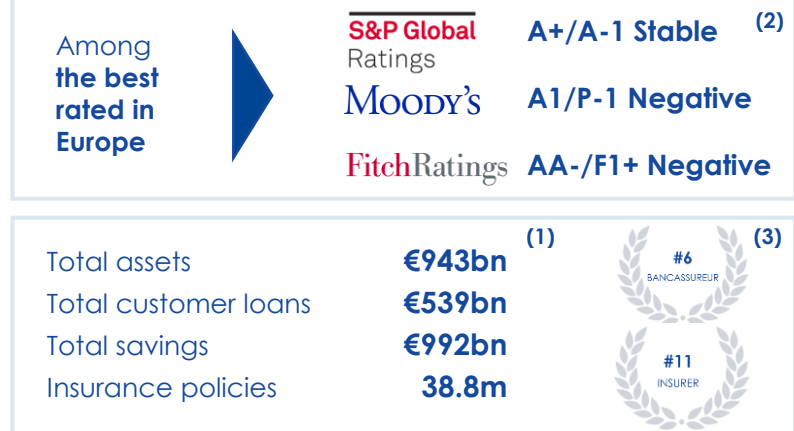 Among
the best
rated in
Europe
S&P Global
Ratings
A+/A-1 Stable (2)
MOODY'S A1/P-1 Negative
FitchRatings AA-/F1+ Negative
(1)
Total assets €943bn
Total customer loans €539bn
Total savings €992bn
Insurance policies 38.8m
(3)
#6
BANCASSUREUR
#11
INSURER